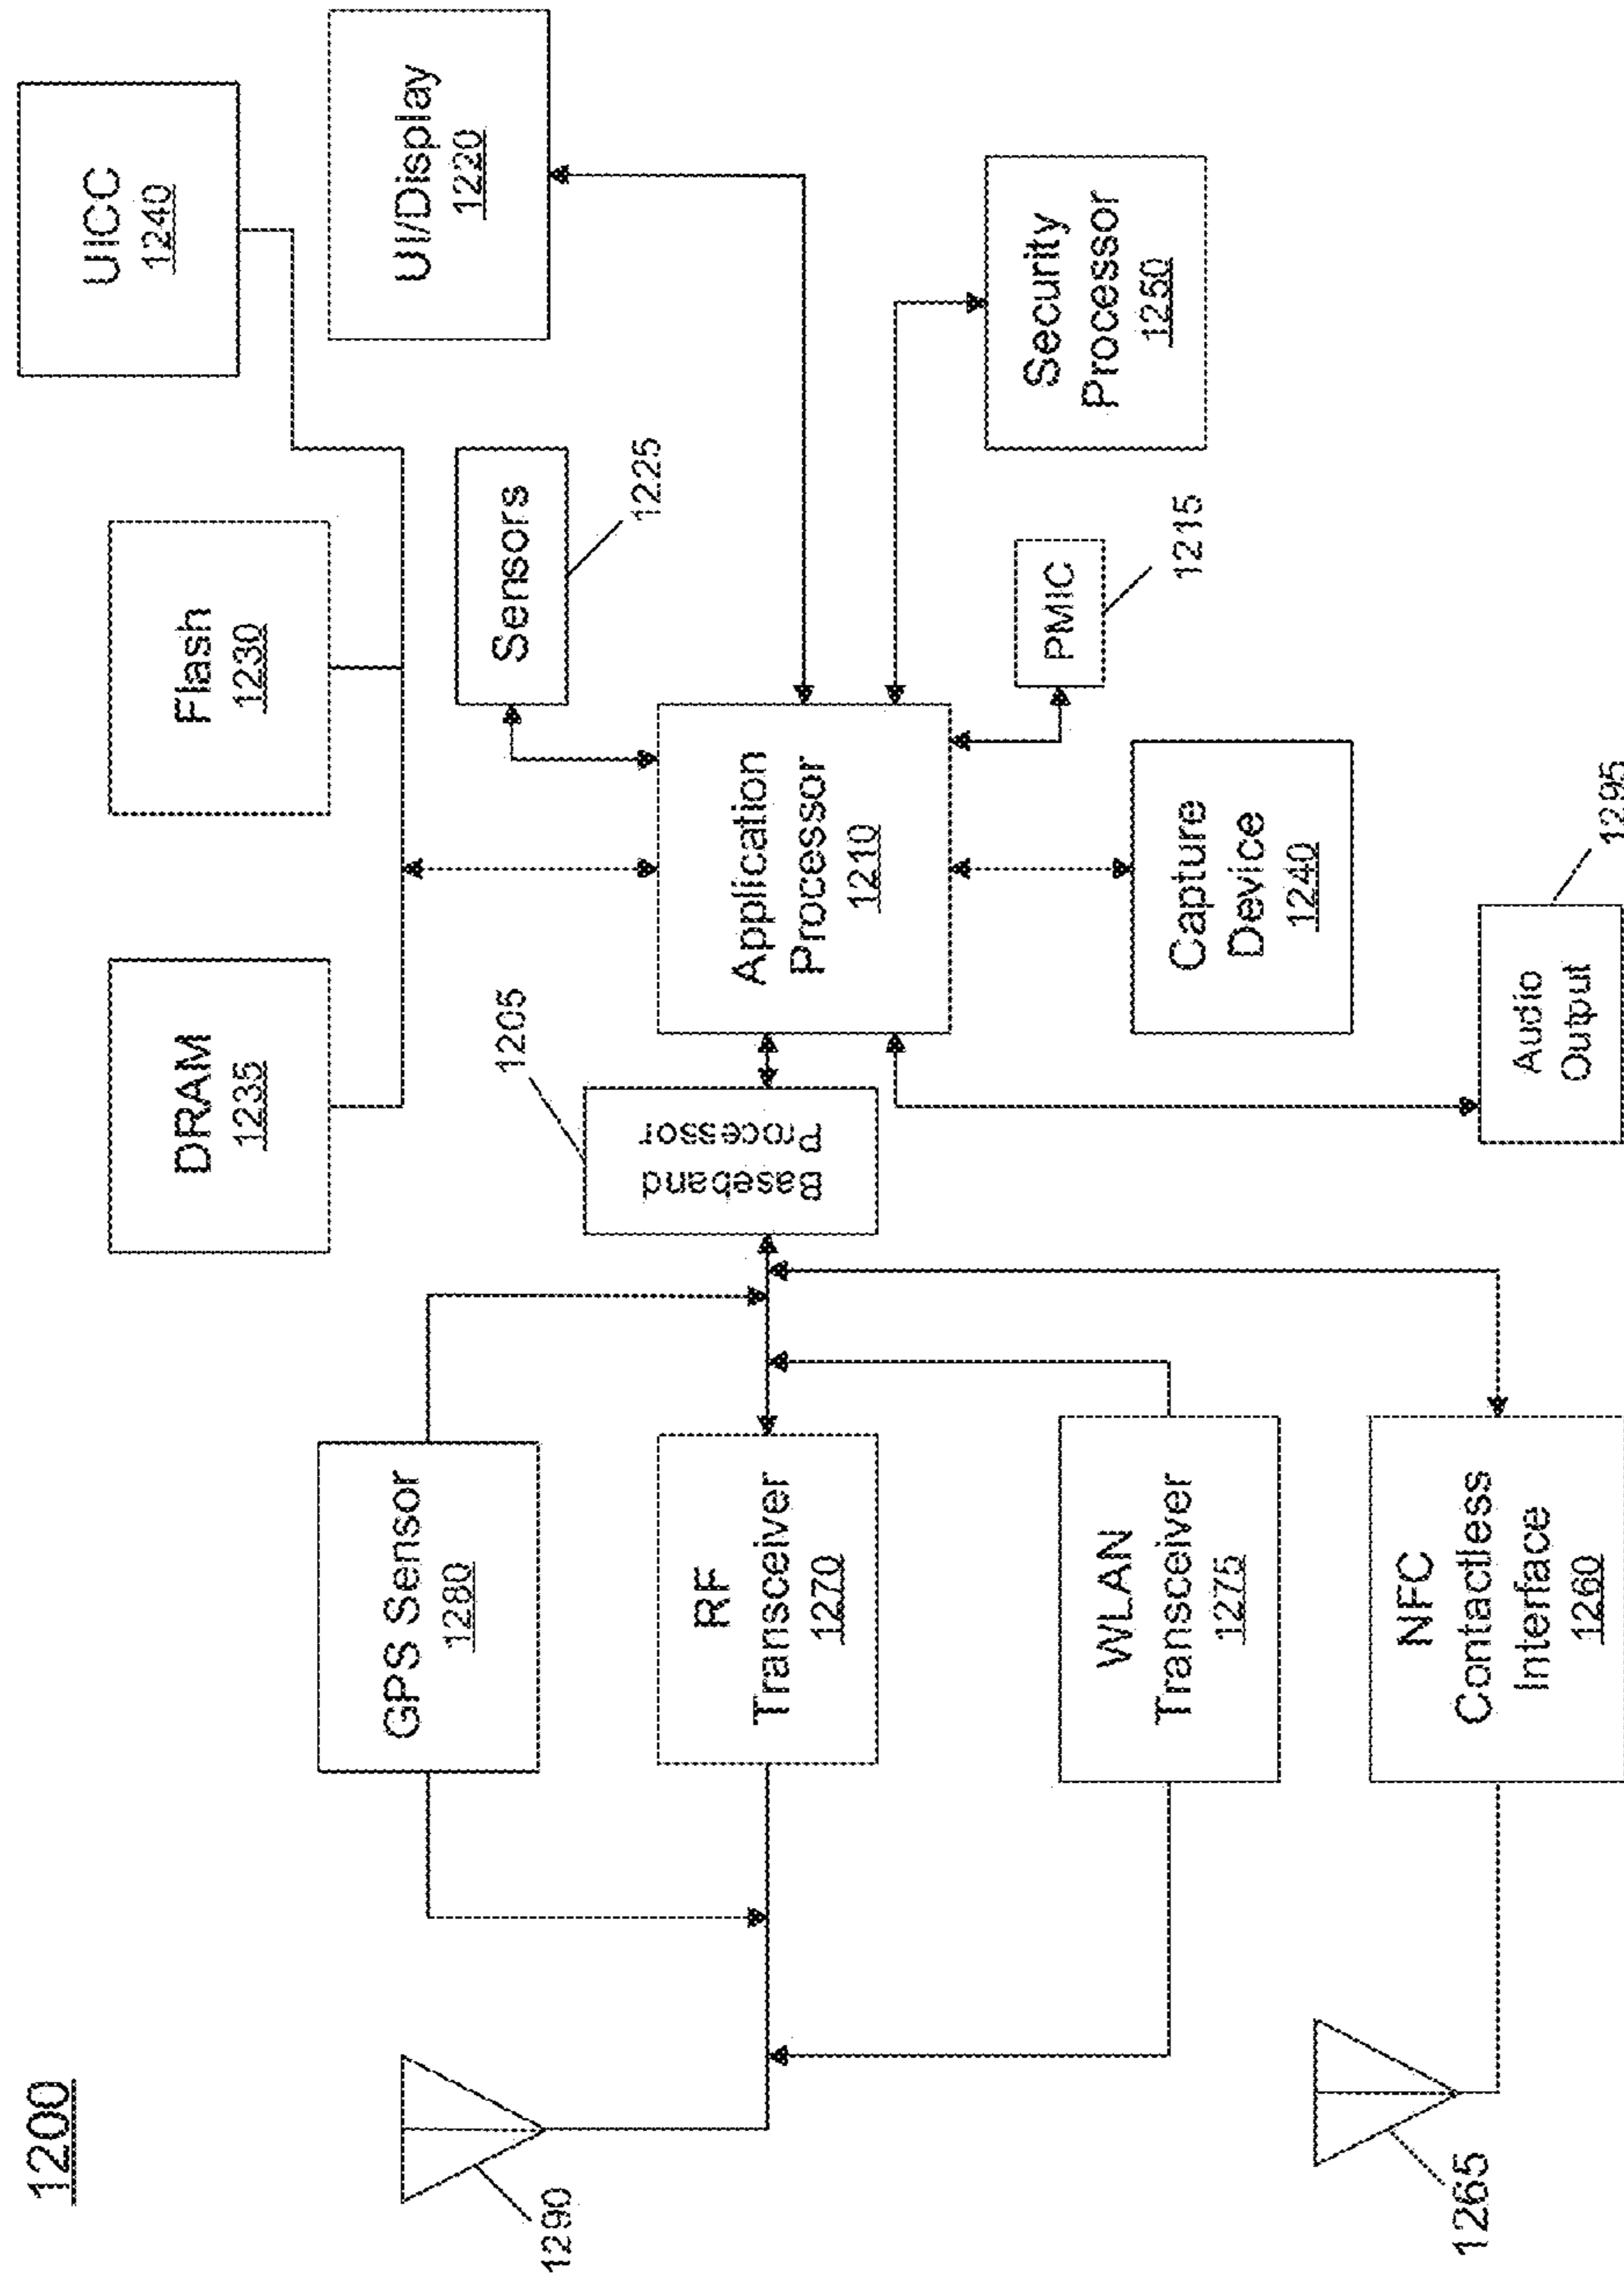 1200
UICC
1240
Flash
1230
DRAM
1235
UI/Display
1220
Sensors
1225
GPS Sensor
1280
1290
1205
Baseband
Processor
Application
Processor
1210
RF
Transceiver
1270
Security
Processor
1250
PMIC
1215
Capture
Device
1240
WLAN
Transceiver
1275
Audio
Output
1295
NFC
Contactless
Interface
1260
1265